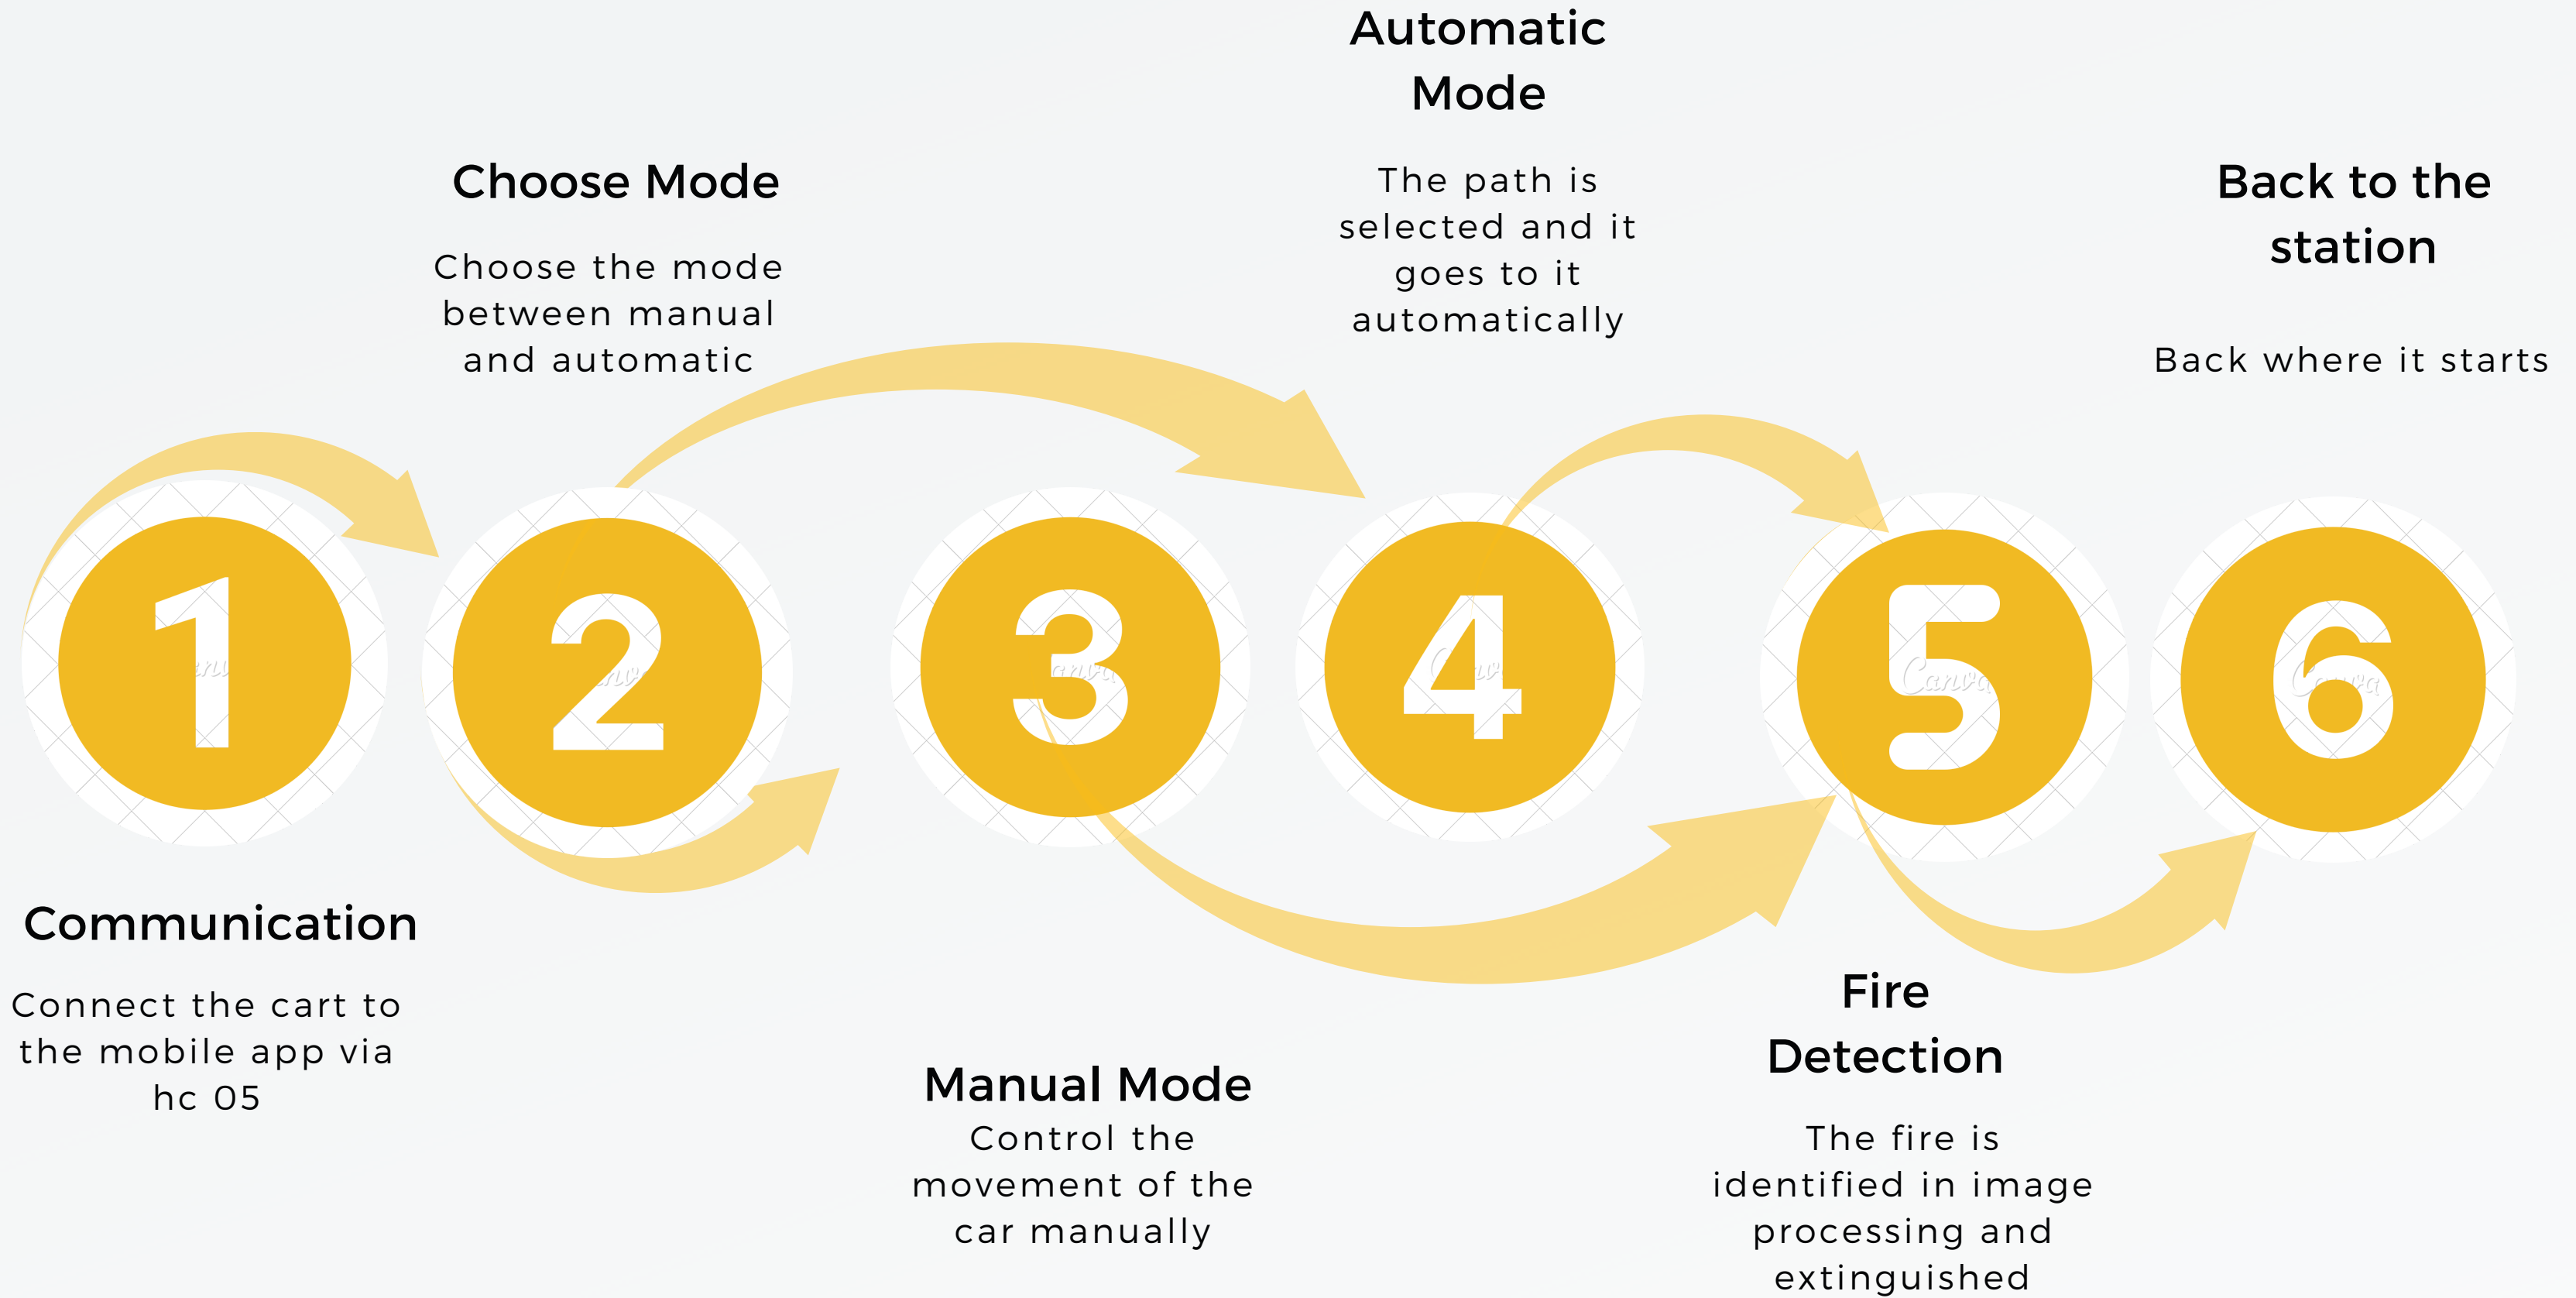 Communication
Connect the cart to
the mobile app via
hc 05
1
Choose Mode
Choose the mode
between manual
and automatic
2
Manual Mode
Control the
movement of the
car manually
3
Automatic
Mode
The path is
selected and it
goes to it
automatically
4
Fire
Detection
The fire is
identified in image
processing and
extinguished
5
Canva
Back to the
station
Back where it starts
6
Canva